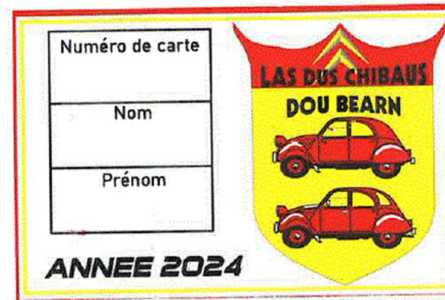 Numéro de carte
Nom
Prénom
ANNEE 2024
LAS DUS CHIBAUS
DOU BEARN